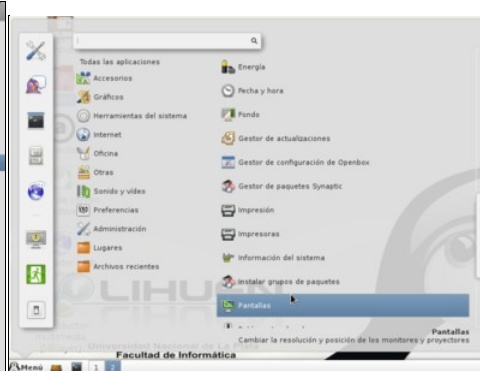 Todas las aplicaciones
Accesorios
Gráficos
Herramientas del sistema
Internet
Oficina
Otras
Sonido y vídeo
Preferencias
Administración
Lugares
Archivos recientes
Energía
Fecha y hora
Fondo
Gestor de actualizaciones
Gestor de configuración de Openbox
Gestor de paquetes Synaptic
Impresión
Impresoras
Información del sistema
Instalar grupos de paquetes
Pantallas
Pantallas
Cambiar la resolución y posición de los monitores y proyectores
LIHUEN
Universidad Nacional de La Plata
Facultad de Informática
Menú
1 2